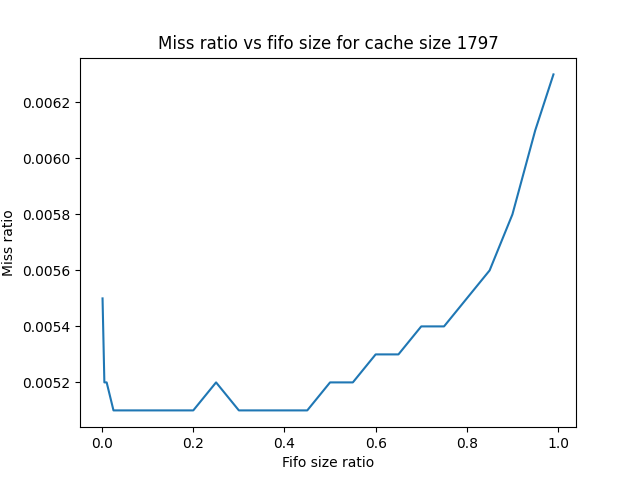 Miss ratio vs fifo size for cache size 1797
0.0062
0.0060
0.0058
0.0056
0.0054
0.0052
Miss ratio
0.0 0.2 0.4 0.6 0.8 1.0
Fifo size ratio